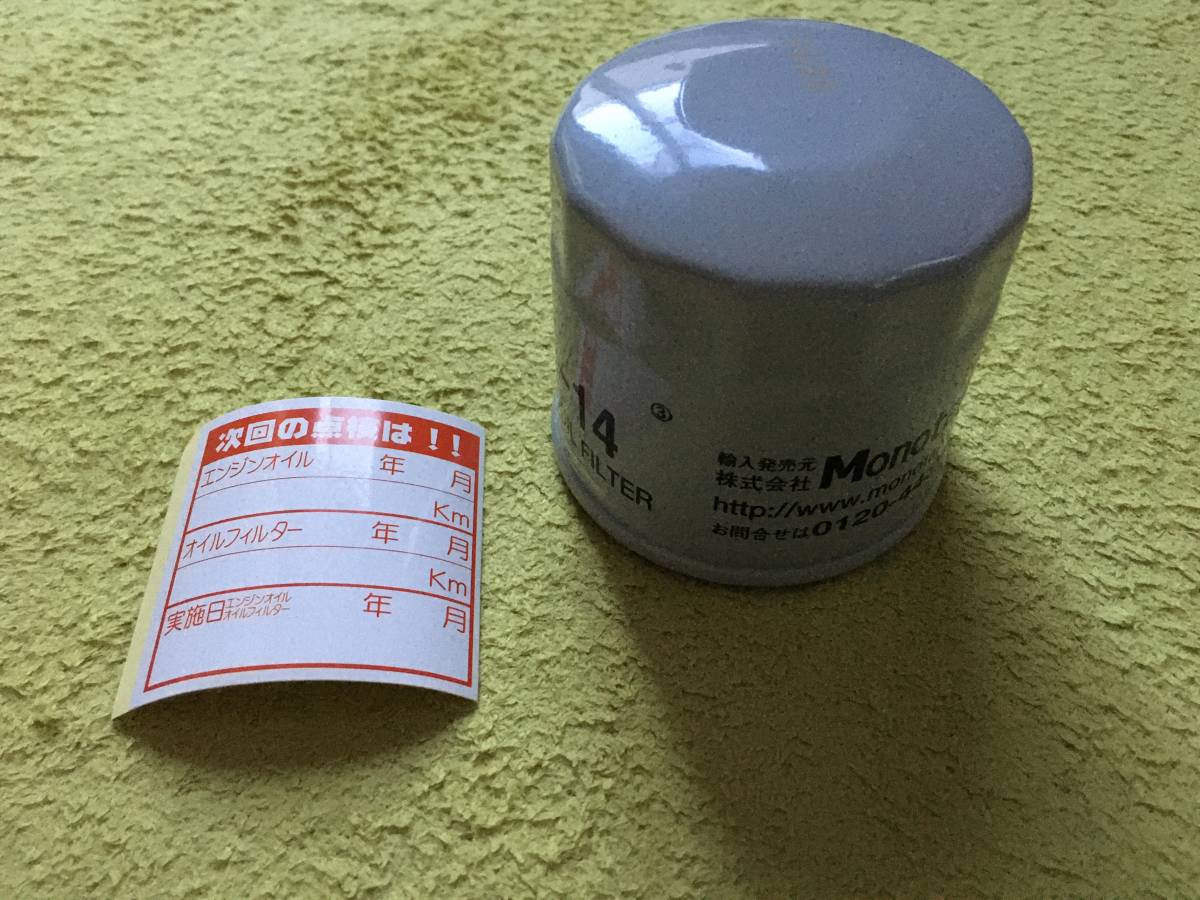 次回の点検は!!
エンジンオイル 年 月
Km
オイルフィルター 年 月
Km
実施日 エンジンオイル 年 月
オイルフィルター
14 ③
FILTER
輸入発売元
株式会社
http://www.mono
お問合せは0120-44